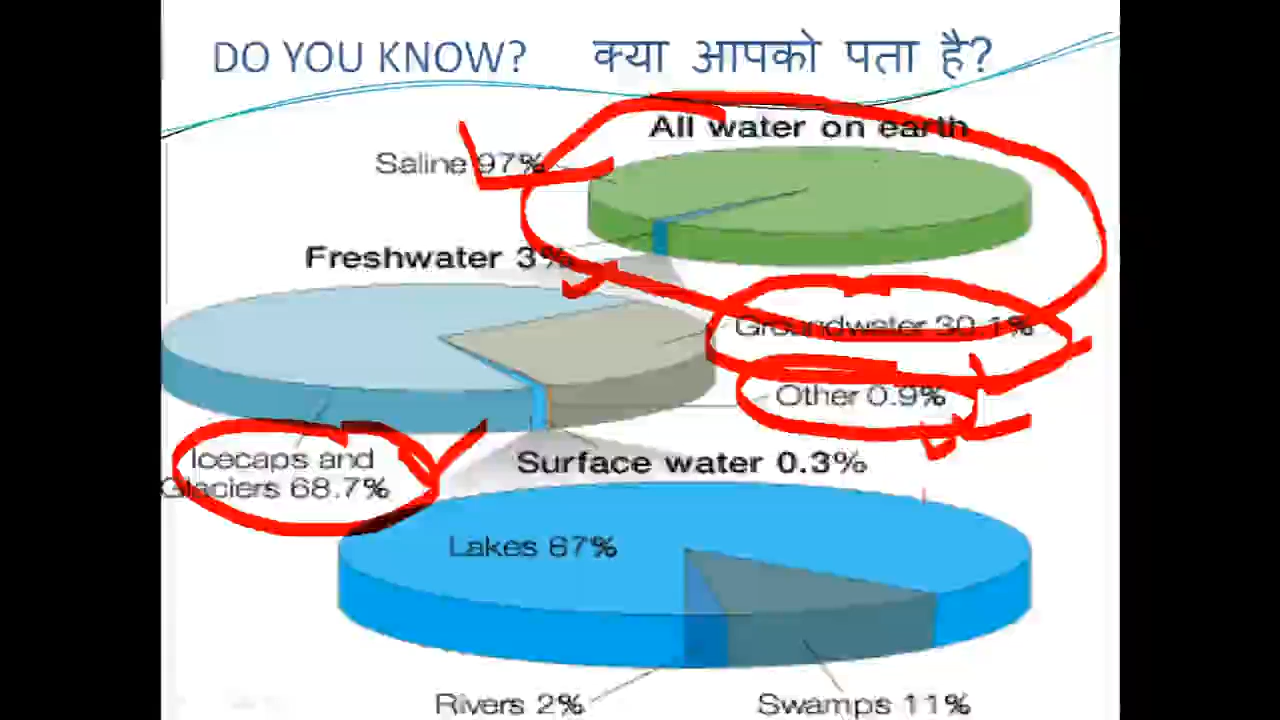 DO YOU KNOW? क्या आपको पता है?
All water on earth
Saline 97%
Freshwater 3%
Groundwater 30.1%
Other 0.9%
Icecaps and
Glaciers 68.7%
Surface water 0.3%
Lakes 67%
Rivers 2%
Swamps 11%